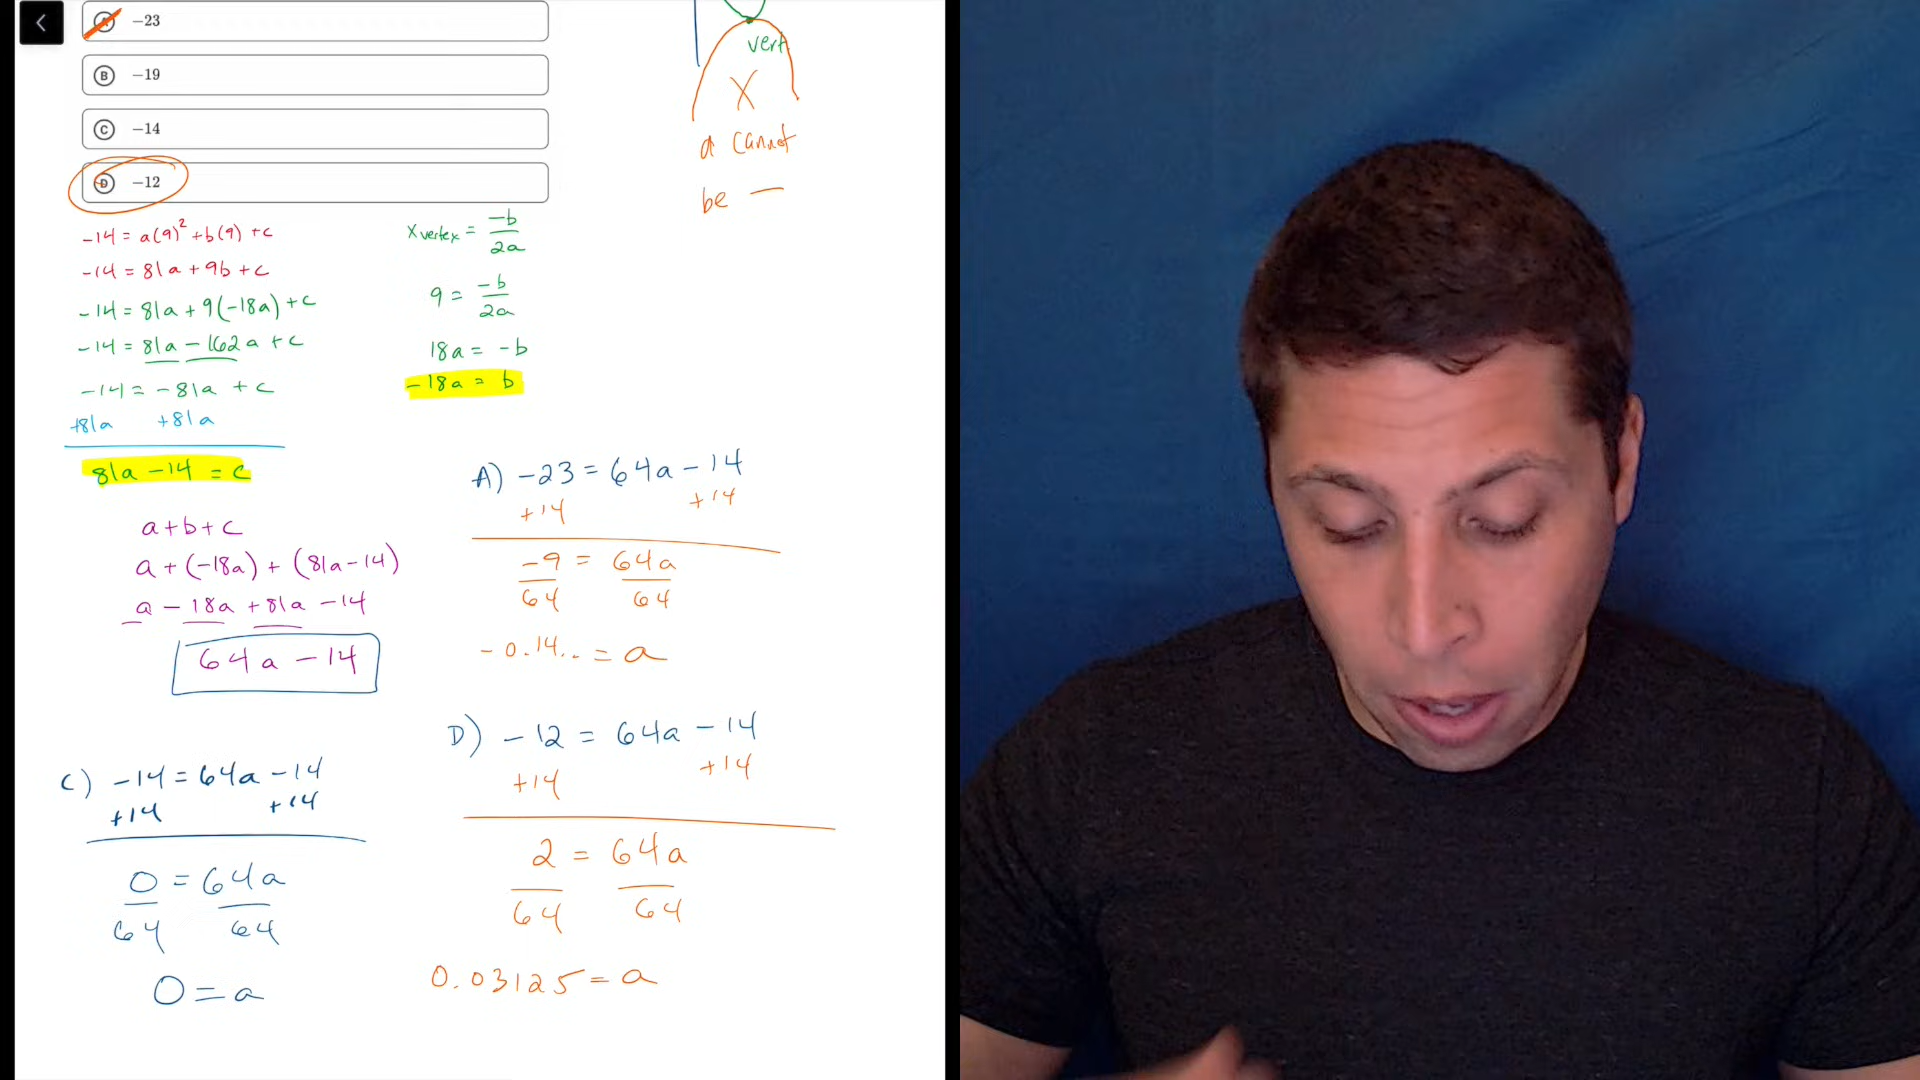 A −23
B −19
C −14
D −12
vert
X
a cannot
be —
-14 = a(9)² + b(9) + c
-14 = 81a + 9b + c
-14 = 81a + 9(-18a) + c
-14 = 81a - 162a + c
-14 = -81a + c
+81a +81a
81a - 14 = c
x vertex = -b/2a
9 = -b/2a
18a = -b
-18a = b
a + b + c
a + (-18a) + (81a - 14)
a - 18a + 81a - 14
64a - 14
A) -23 = 64a - 14
+14 +14
-9 = 64a
64 64
-0.14.. = a
C) -14 = 64a - 14
+14 +14
0 = 64a
64 64
0 = a
D) -12 = 64a - 14
+14 +14
2 = 64a
64 64
0.03125 = a